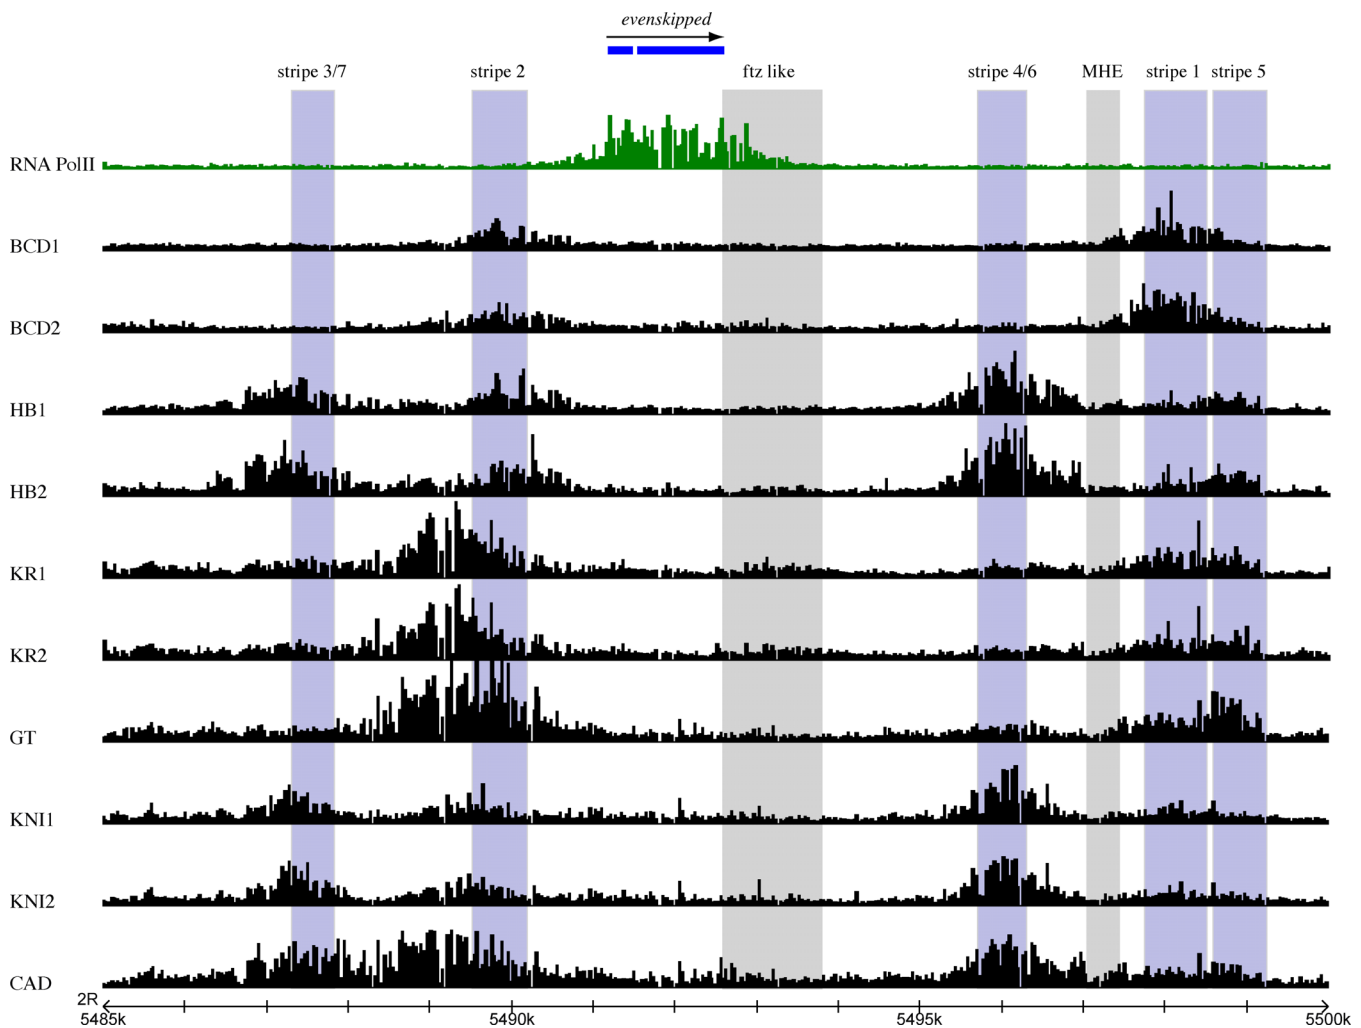 evenskipped
stripe 3/7 stripe 2 ftz like stripe 4/6 MHE stripe 1 stripe 5
RNA PolII
BCD1
BCD2
HB1
HB2
KR1
KR2
GT
KNI1
KNI2
CAD
2R
5485k 5490k 5495k 5500k